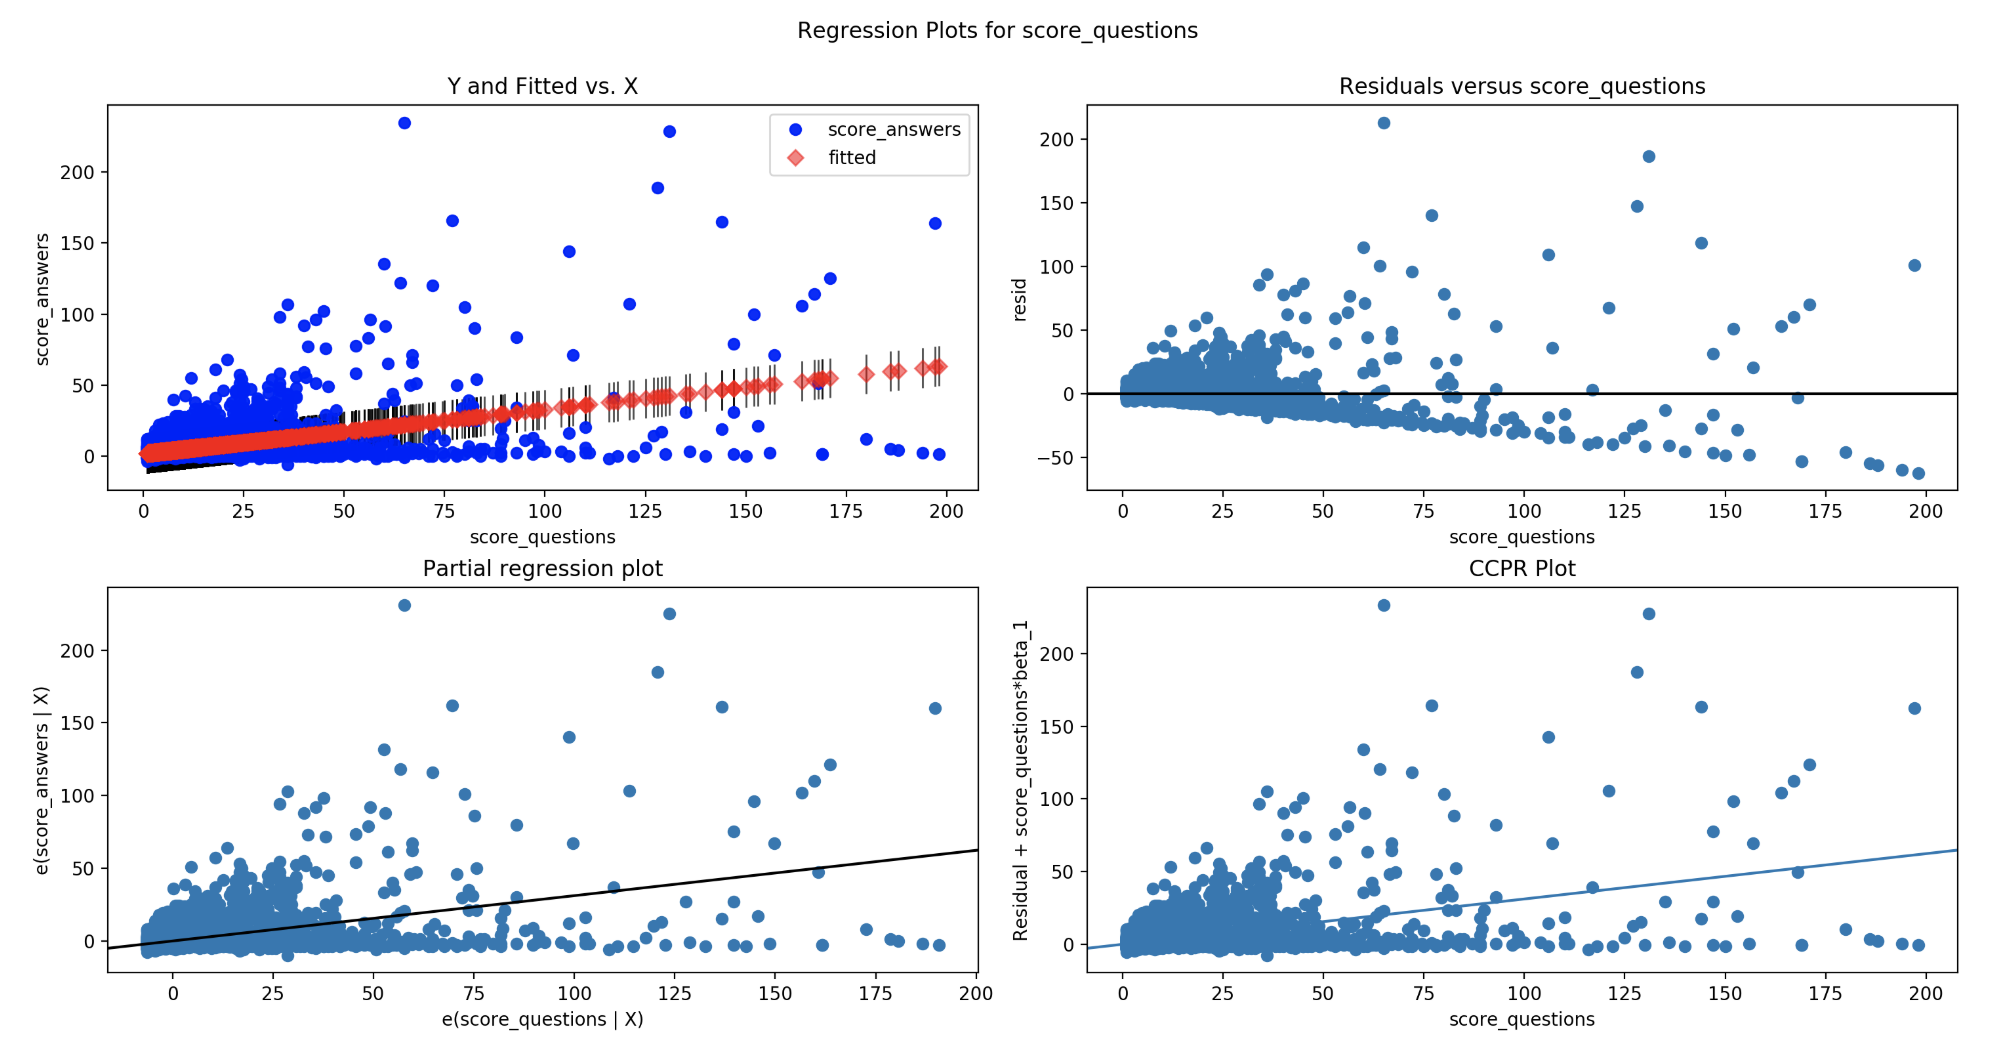 Regression Plots for score_questions
Y and Fitted vs. X
score_answers
fitted
200
150
100
50
0
score_answers
0 25 50 75 100 125 150 175 200
score_questions
Residuals versus score_questions
200
150
100
50
0
−50
resid
0 25 50 75 100 125 150 175 200
score_questions
Partial regression plot
200
150
100
50
0
e(score_answers | X)
0 25 50 75 100 125 150 175 200
e(score_questions | X)
CCPR Plot
200
150
100
50
0
Residual + score_questions*beta_1
0 25 50 75 100 125 150 175 200
score_questions